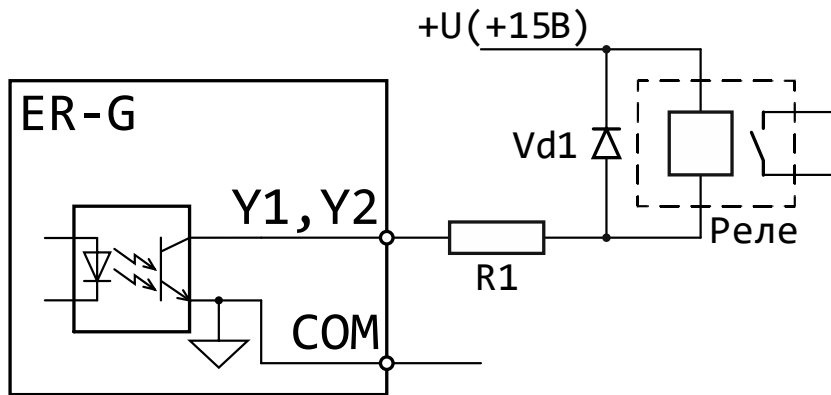 +U(+15В)
ER-G
Vd1
Y1,Y2
Реле
R1
COM